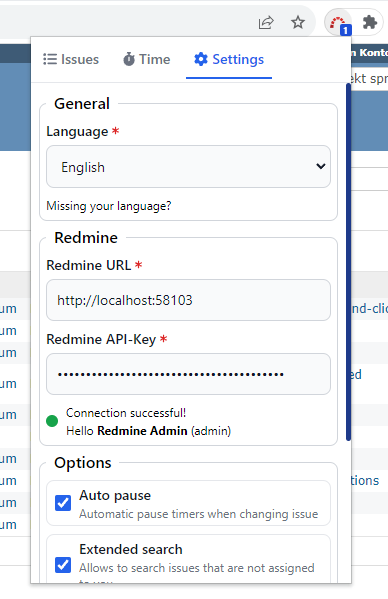 1
n Konto
Issues
Time
Settings
ekt spr
General
Language *
English
Missing your language?
Redmine
Redmine URL *
http://localhost:58103
Redmine API-Key *
••••••••••••••••••••••••••••••••••••••••
Connection successful!
Hello Redmine Admin (admin)
Options
Auto pause
Automatic pause timers when changing issue
Extended search
Allows to search issues that are not assigned
to you
um
nd-clic
um
um
um
ed
um
um
um
tions
um
um